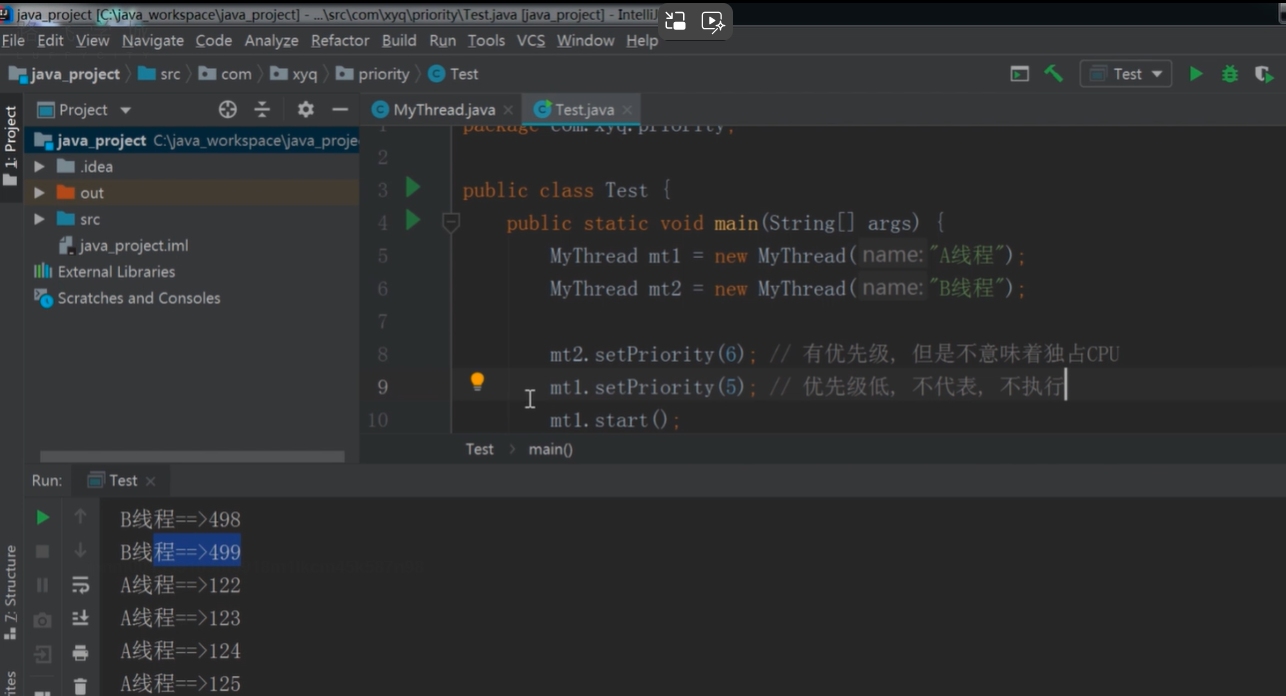 java_project [C:\java_workspace\java_project] - ...\src\com\xyq\priority\Test.java [java_project] - IntelliJ
File Edit View Navigate Code Analyze Refactor Build Run Tools VCS Window Help
java_project src com xyq priority Test
Test
1: Project
Project
MyThread.java
Test.java
java_project C:\java_workspace\java_proje
.idea
out
src
java_project.iml
External Libraries
Scratches and Consoles
1 package com.xyq.priority;
2
3 public class Test {
4 public static void main(String[] args) {
5 MyThread mt1 = new MyThread( name: "A线程");
6 MyThread mt2 = new MyThread( name: "B线程");
7
8 mt2.setPriority(6); // 有优先级, 但是不意味着独占CPU
9 mt1.setPriority(5); // 优先级低, 不代表, 不执行
10 mt1.start();
Test > main()
Run: Test
B线程==>498
B线程==>499
A线程==>122
A线程==>123
A线程==>124
A线程==>125
Z: Structure